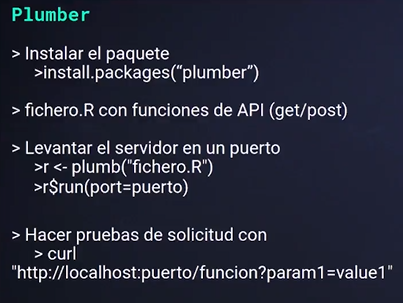 Plumber
> Instalar el paquete
>install.packages(“plumber”)
> fichero.R con funciones de API (get/post)
> Levantar el servidor en un puerto
>r <- plumb("fichero.R")
>r$run(port=puerto)
> Hacer pruebas de solicitud con
> curl
"http://localhost:puerto/funcion?param1=value1"